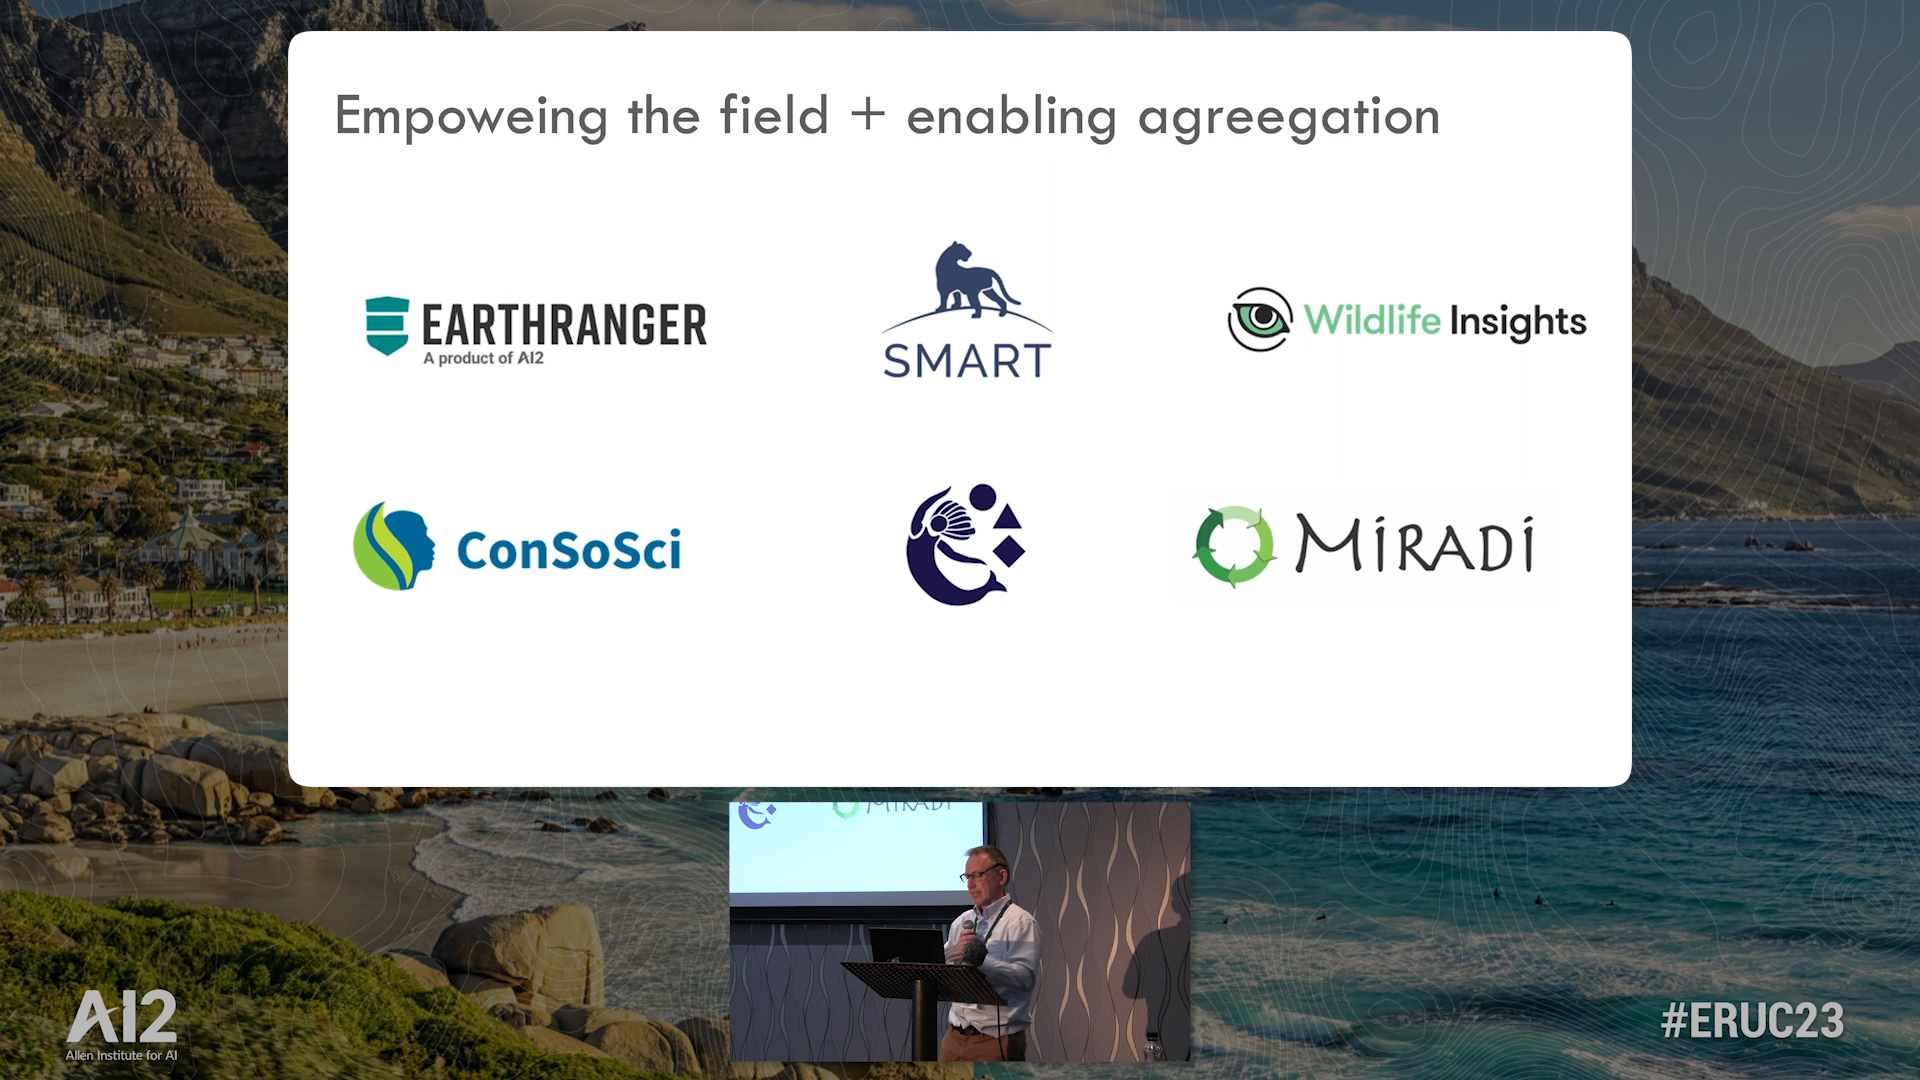 Empoweing the field + enabling agreegation
EARTHRANGER
A product of AI2
SMART
Wildlife Insights
ConSoSci
MIRADI
MIRADI
AI2
Allen Institute for AI
#ERUC23